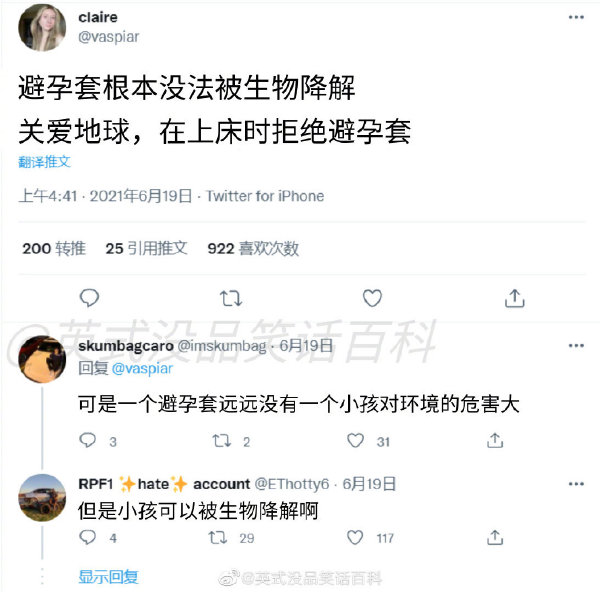 claire
@vaspiar
避孕套根本没法被生物降解
关爱地球，在上床时拒绝避孕套
翻译推文
上午4:41 · 2021年6月19日 · Twitter for iPhone
200 转推 25 引用推文 922 喜欢次数
@英式没品笑话百科
skumbagcaro @imskumbag · 6月19日
回复 @vaspiar
可是一个避孕套远远没有一个小孩对环境的危害大
3 2 31
RPF1 ✨hate✨ account @EThotty6 · 6月19日
但是小孩可以被生物降解啊
4 29 117
显示回复
@英式没品笑话百科